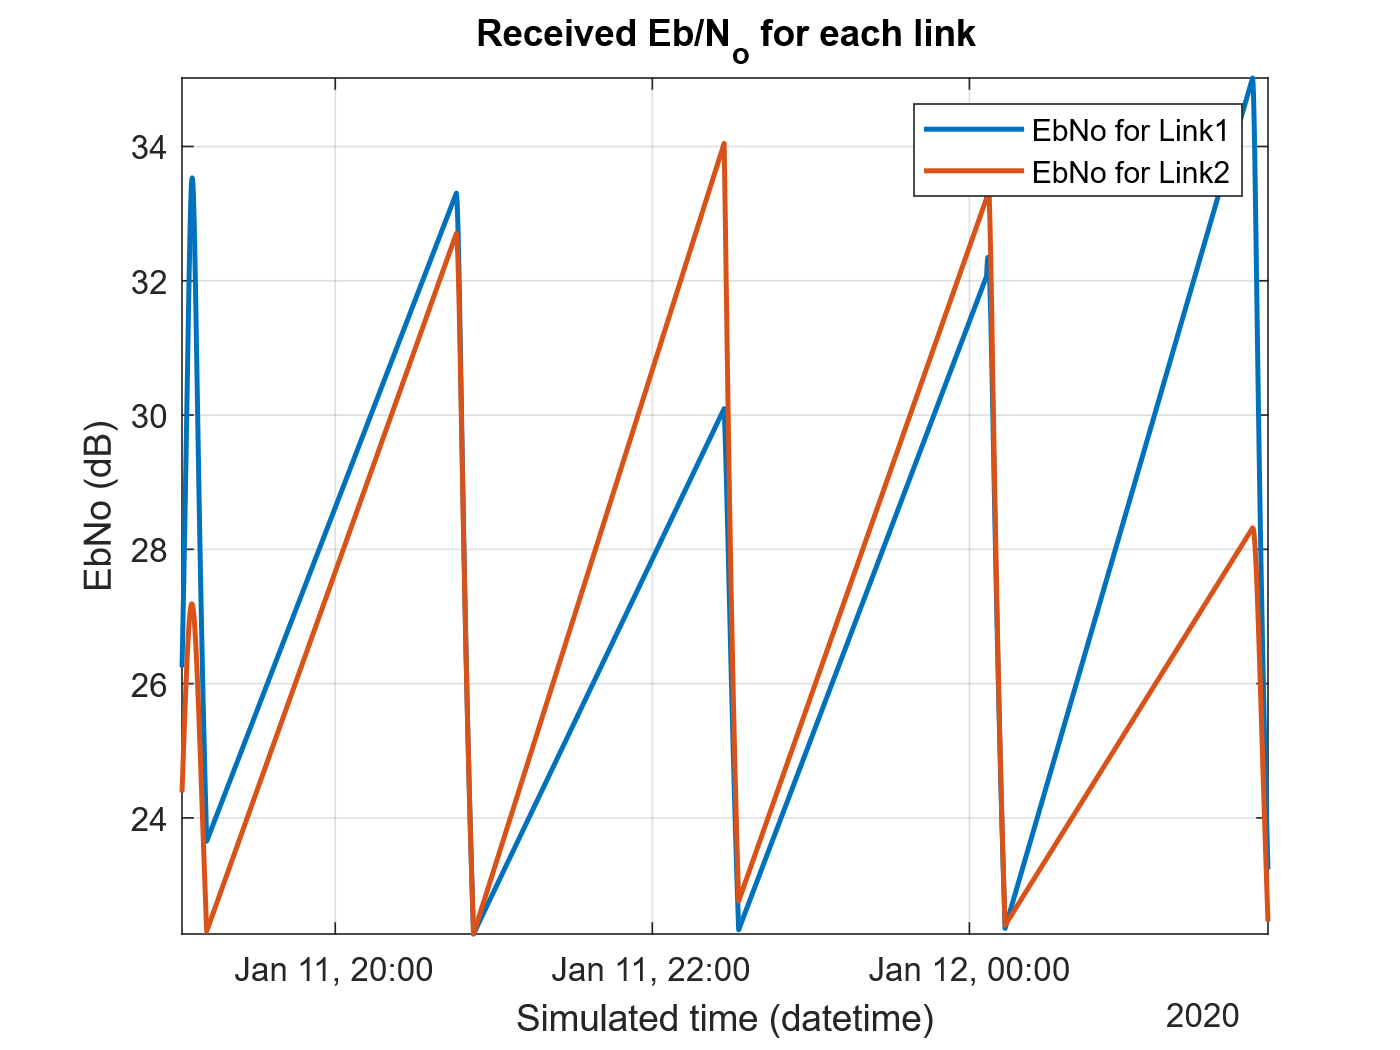 Received Eb/No for each link
EbNo for Link1
EbNo for Link2
34
32
30
28
26
24
EbNo (dB)
Jan 11, 20:00
Jan 11, 22:00
Jan 12, 00:00
Simulated time (datetime)
2020